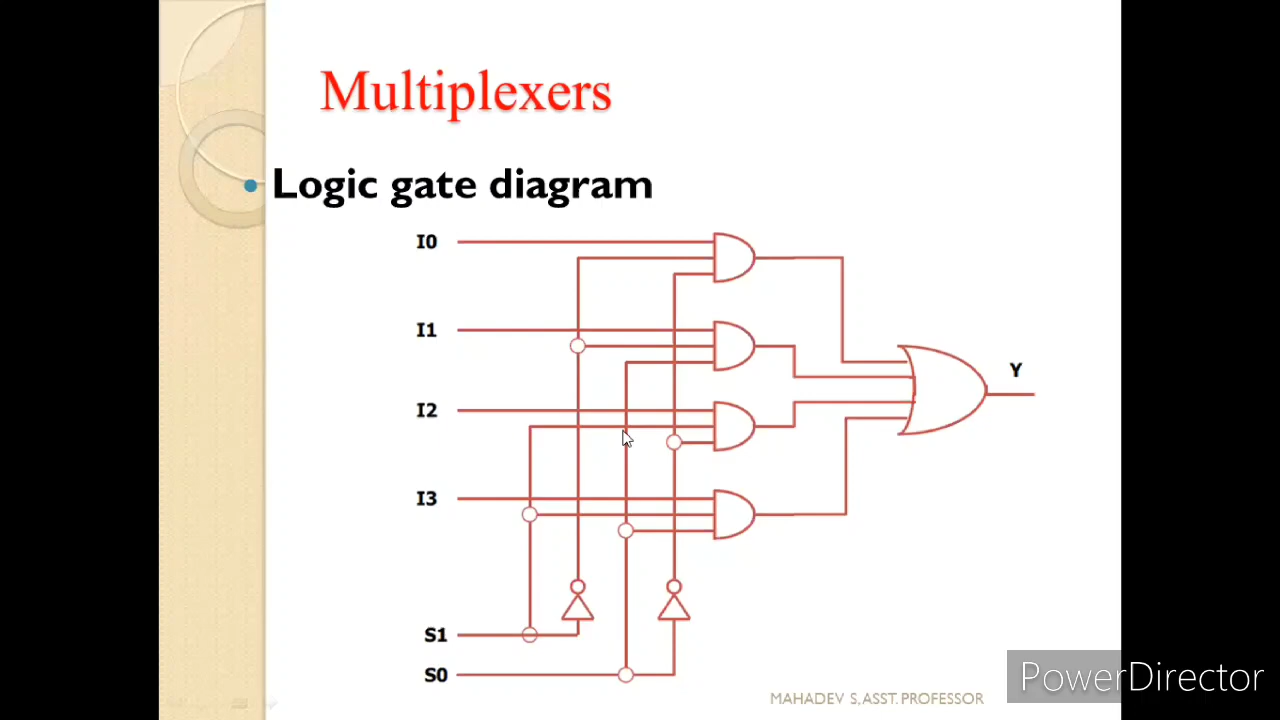 Multiplexers
Logic gate diagram
I0
I1
I2
I3
Y
S1
S0
MAHADEV S,ASST. PROFESSOR
PowerDirector